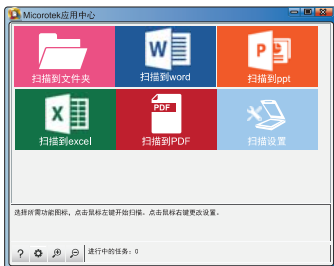 Micorotek应用中心
扫描到文件夹
W
扫描到word
P
扫描到ppt
X
扫描到excel
PDF
扫描到PDF
扫描设置
选择所需功能图标，点击鼠标左键开始扫描。点击鼠标右键更改设置。
? 进行中的任务：0